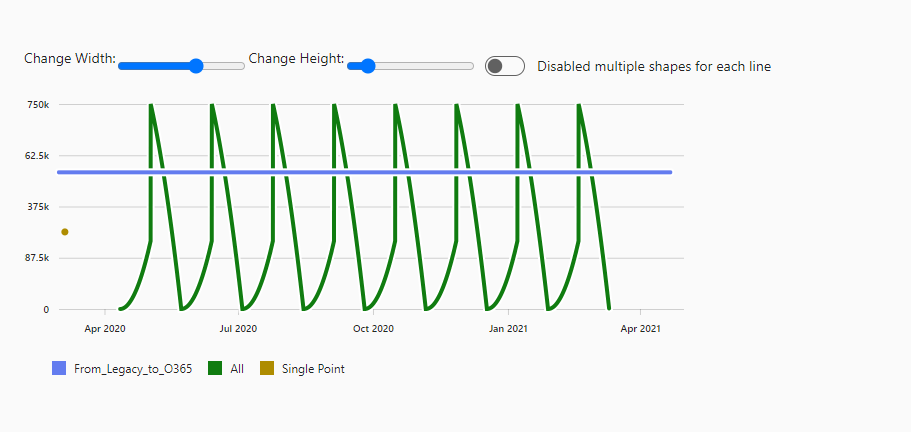 Change Width: Change Height: Disabled multiple shapes for each line
750k
62.5k
375k
87.5k
0
Apr 2020 Jul 2020 Oct 2020 Jan 2021 Apr 2021
From_Legacy_to_O365 All Single Point